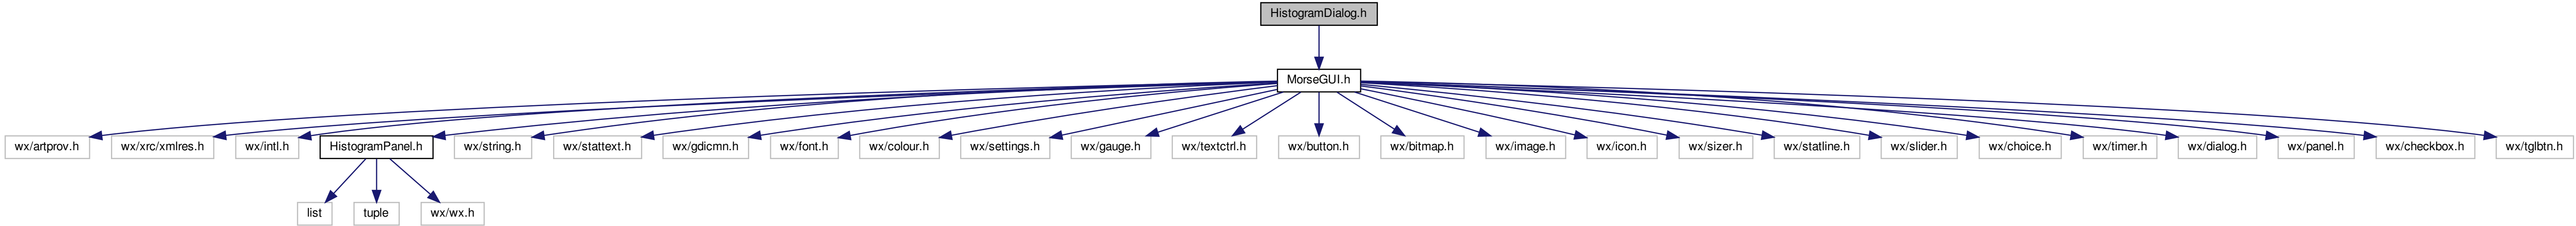 HistogramDialog.h
MorseGUI.h
wx/artprov.h
wx/xrc/xmlres.h
wx/intl.h
HistogramPanel.h
wx/string.h
wx/stattext.h
wx/gdicmn.h
wx/font.h
wx/colour.h
wx/settings.h
wx/gauge.h
wx/textctrl.h
wx/button.h
wx/bitmap.h
wx/image.h
wx/icon.h
wx/sizer.h
wx/statline.h
wx/slider.h
wx/choice.h
wx/timer.h
wx/dialog.h
wx/panel.h
wx/checkbox.h
wx/tglbtn.h
list
tuple
wx/wx.h